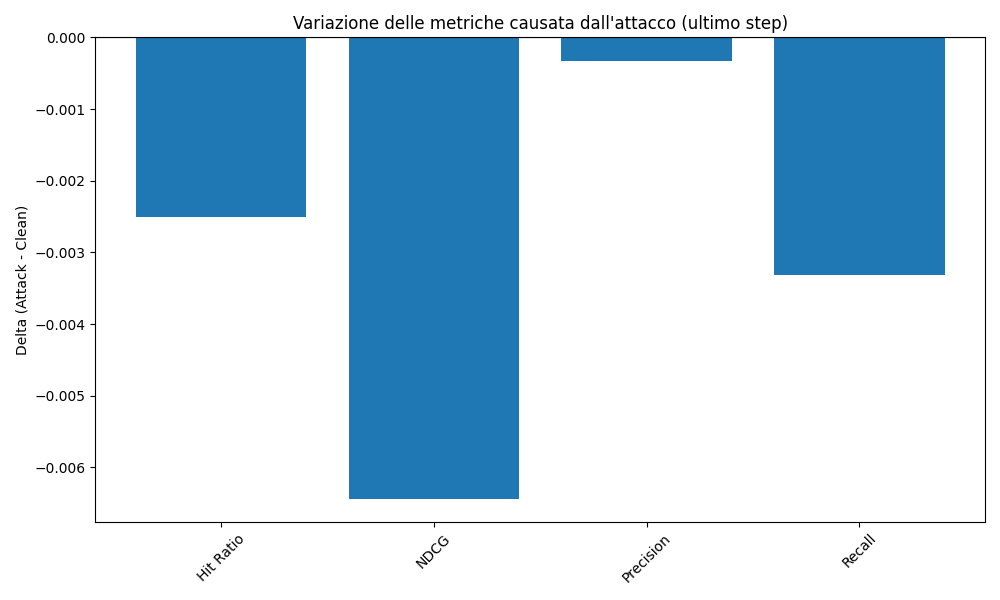 Variazione delle metriche causata dall'attacco (ultimo step)
Delta (Attack - Clean)
0.000
−0.001
−0.002
−0.003
−0.004
−0.005
−0.006
Hit Ratio
NDCG
Precision
Recall